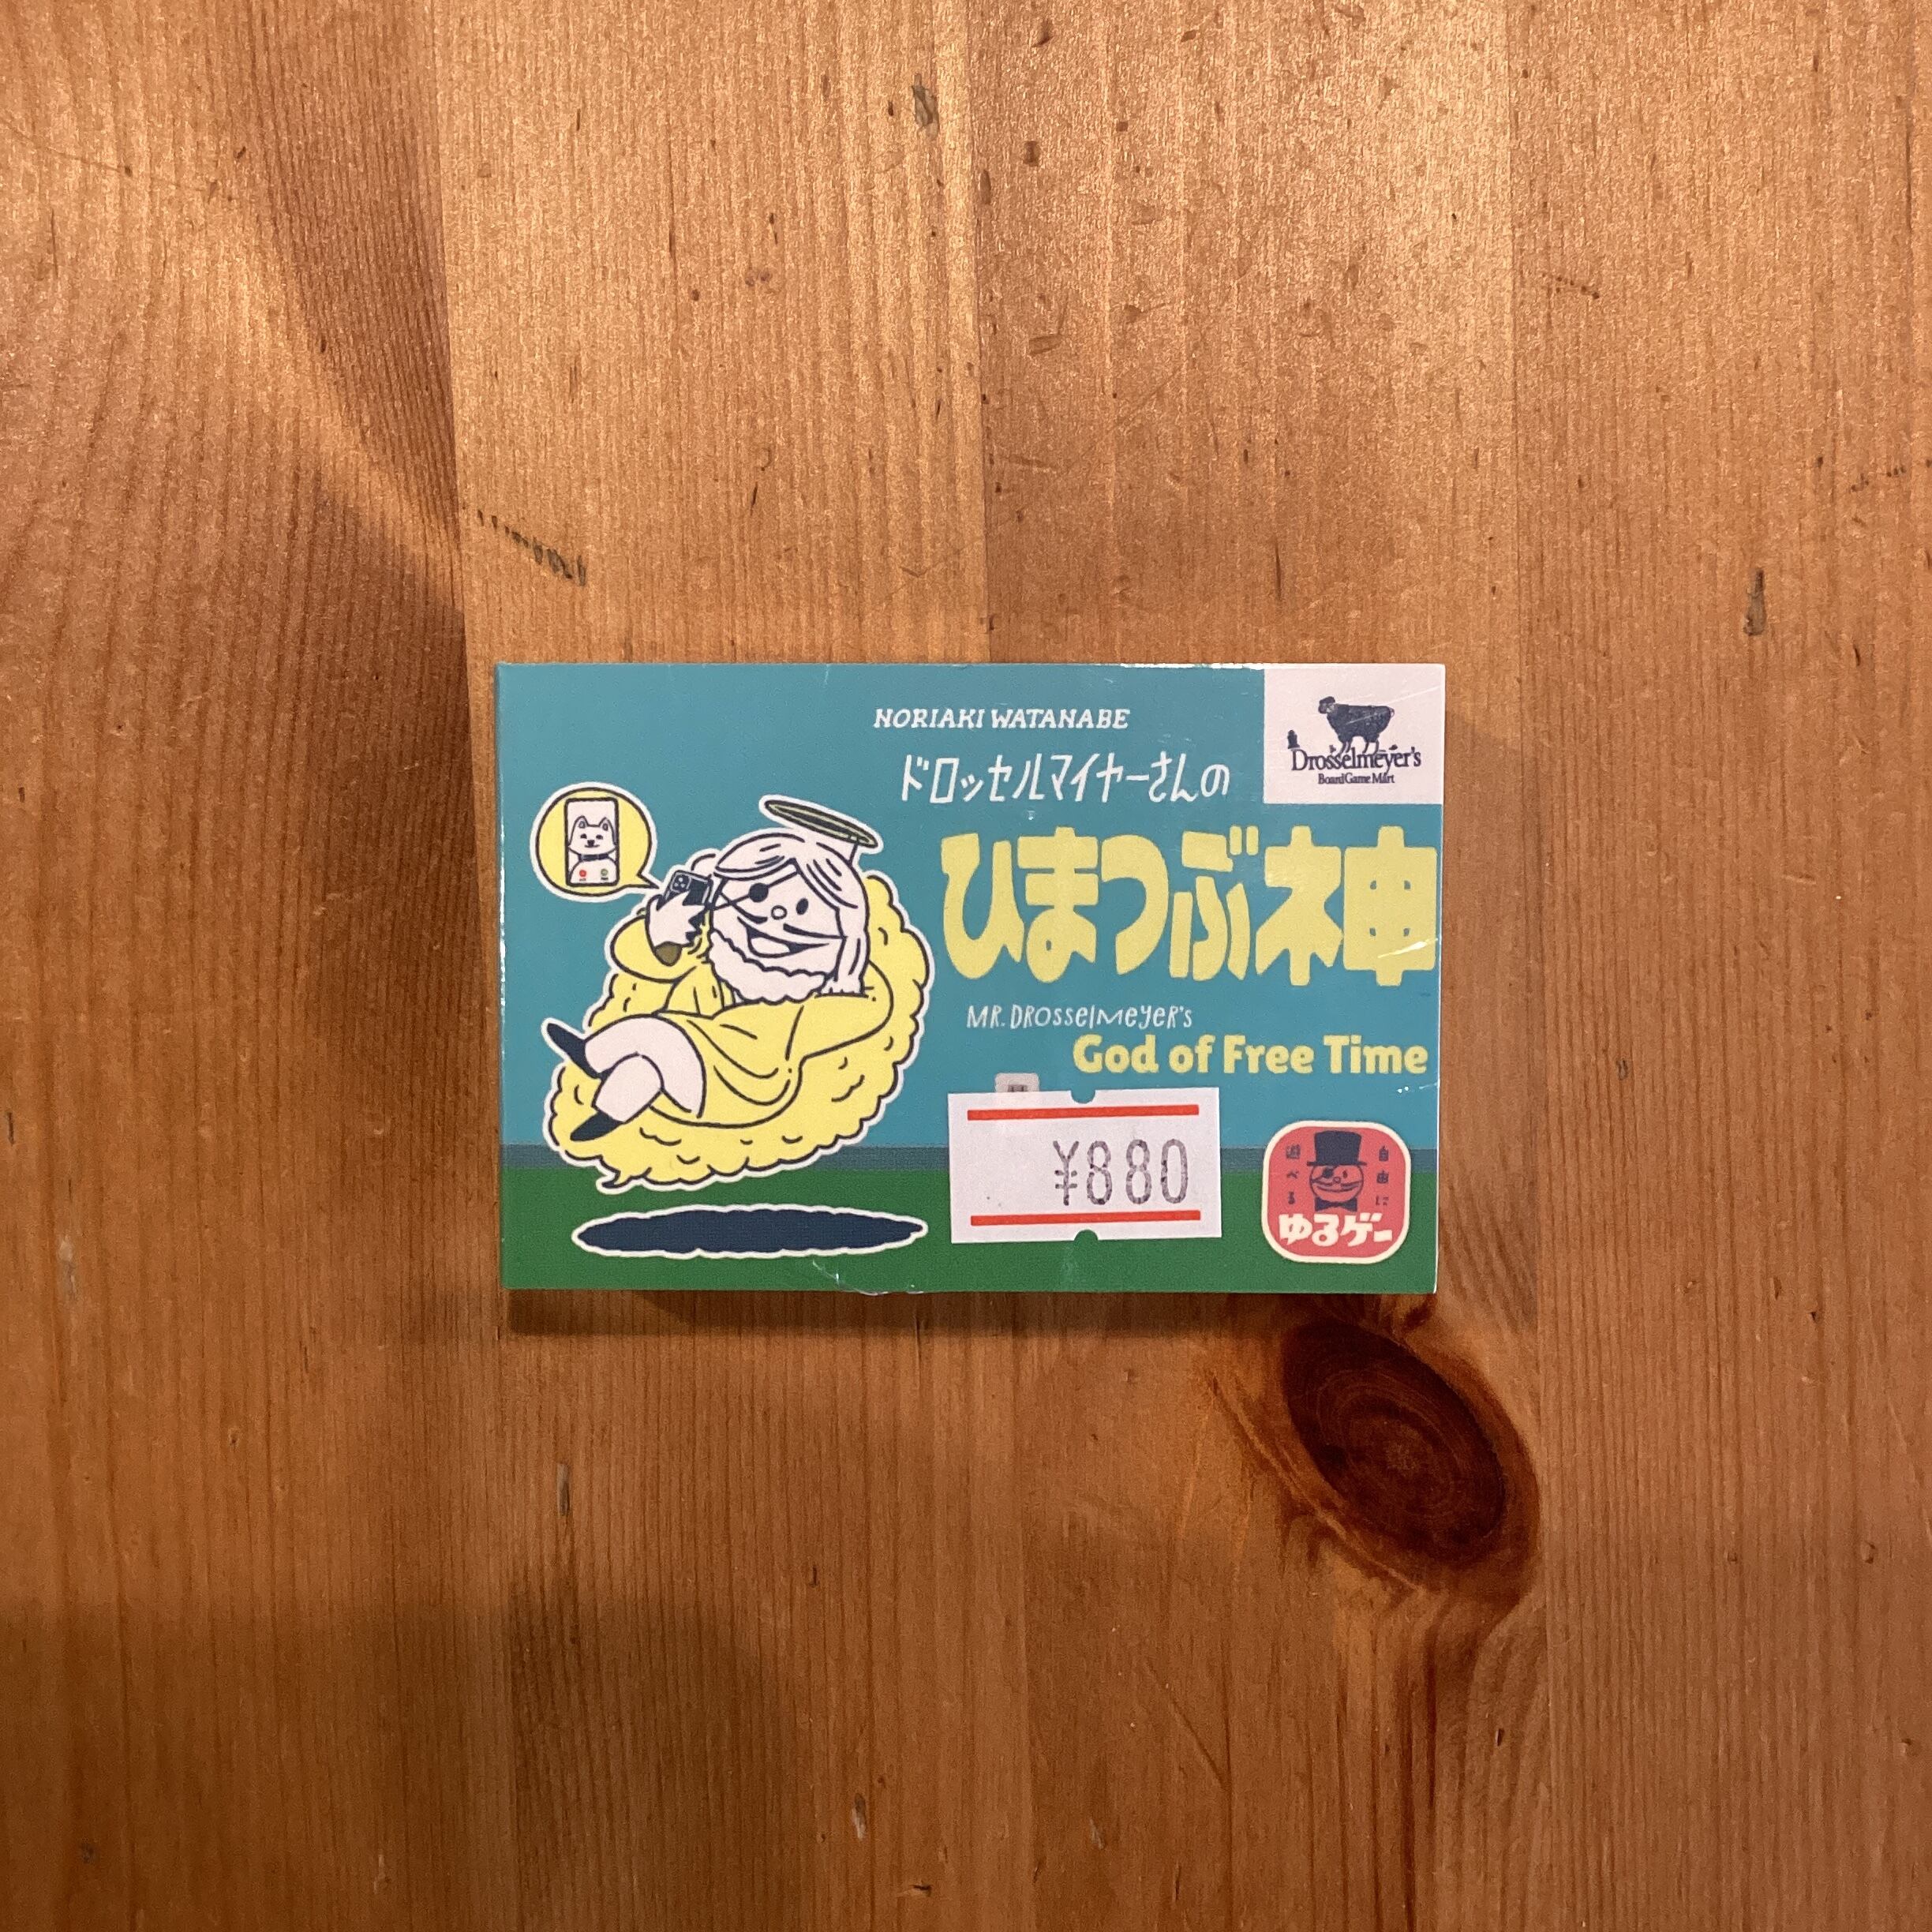 NORIAKI WATANABE
ドロッセルマイヤーさんの
Drosselmeyer's
BoardGame Mart
ひまつぶ神
MR. DROSSELMEYER'S
God of Free Time
¥880
自由に
遊べる
ゆるゲー